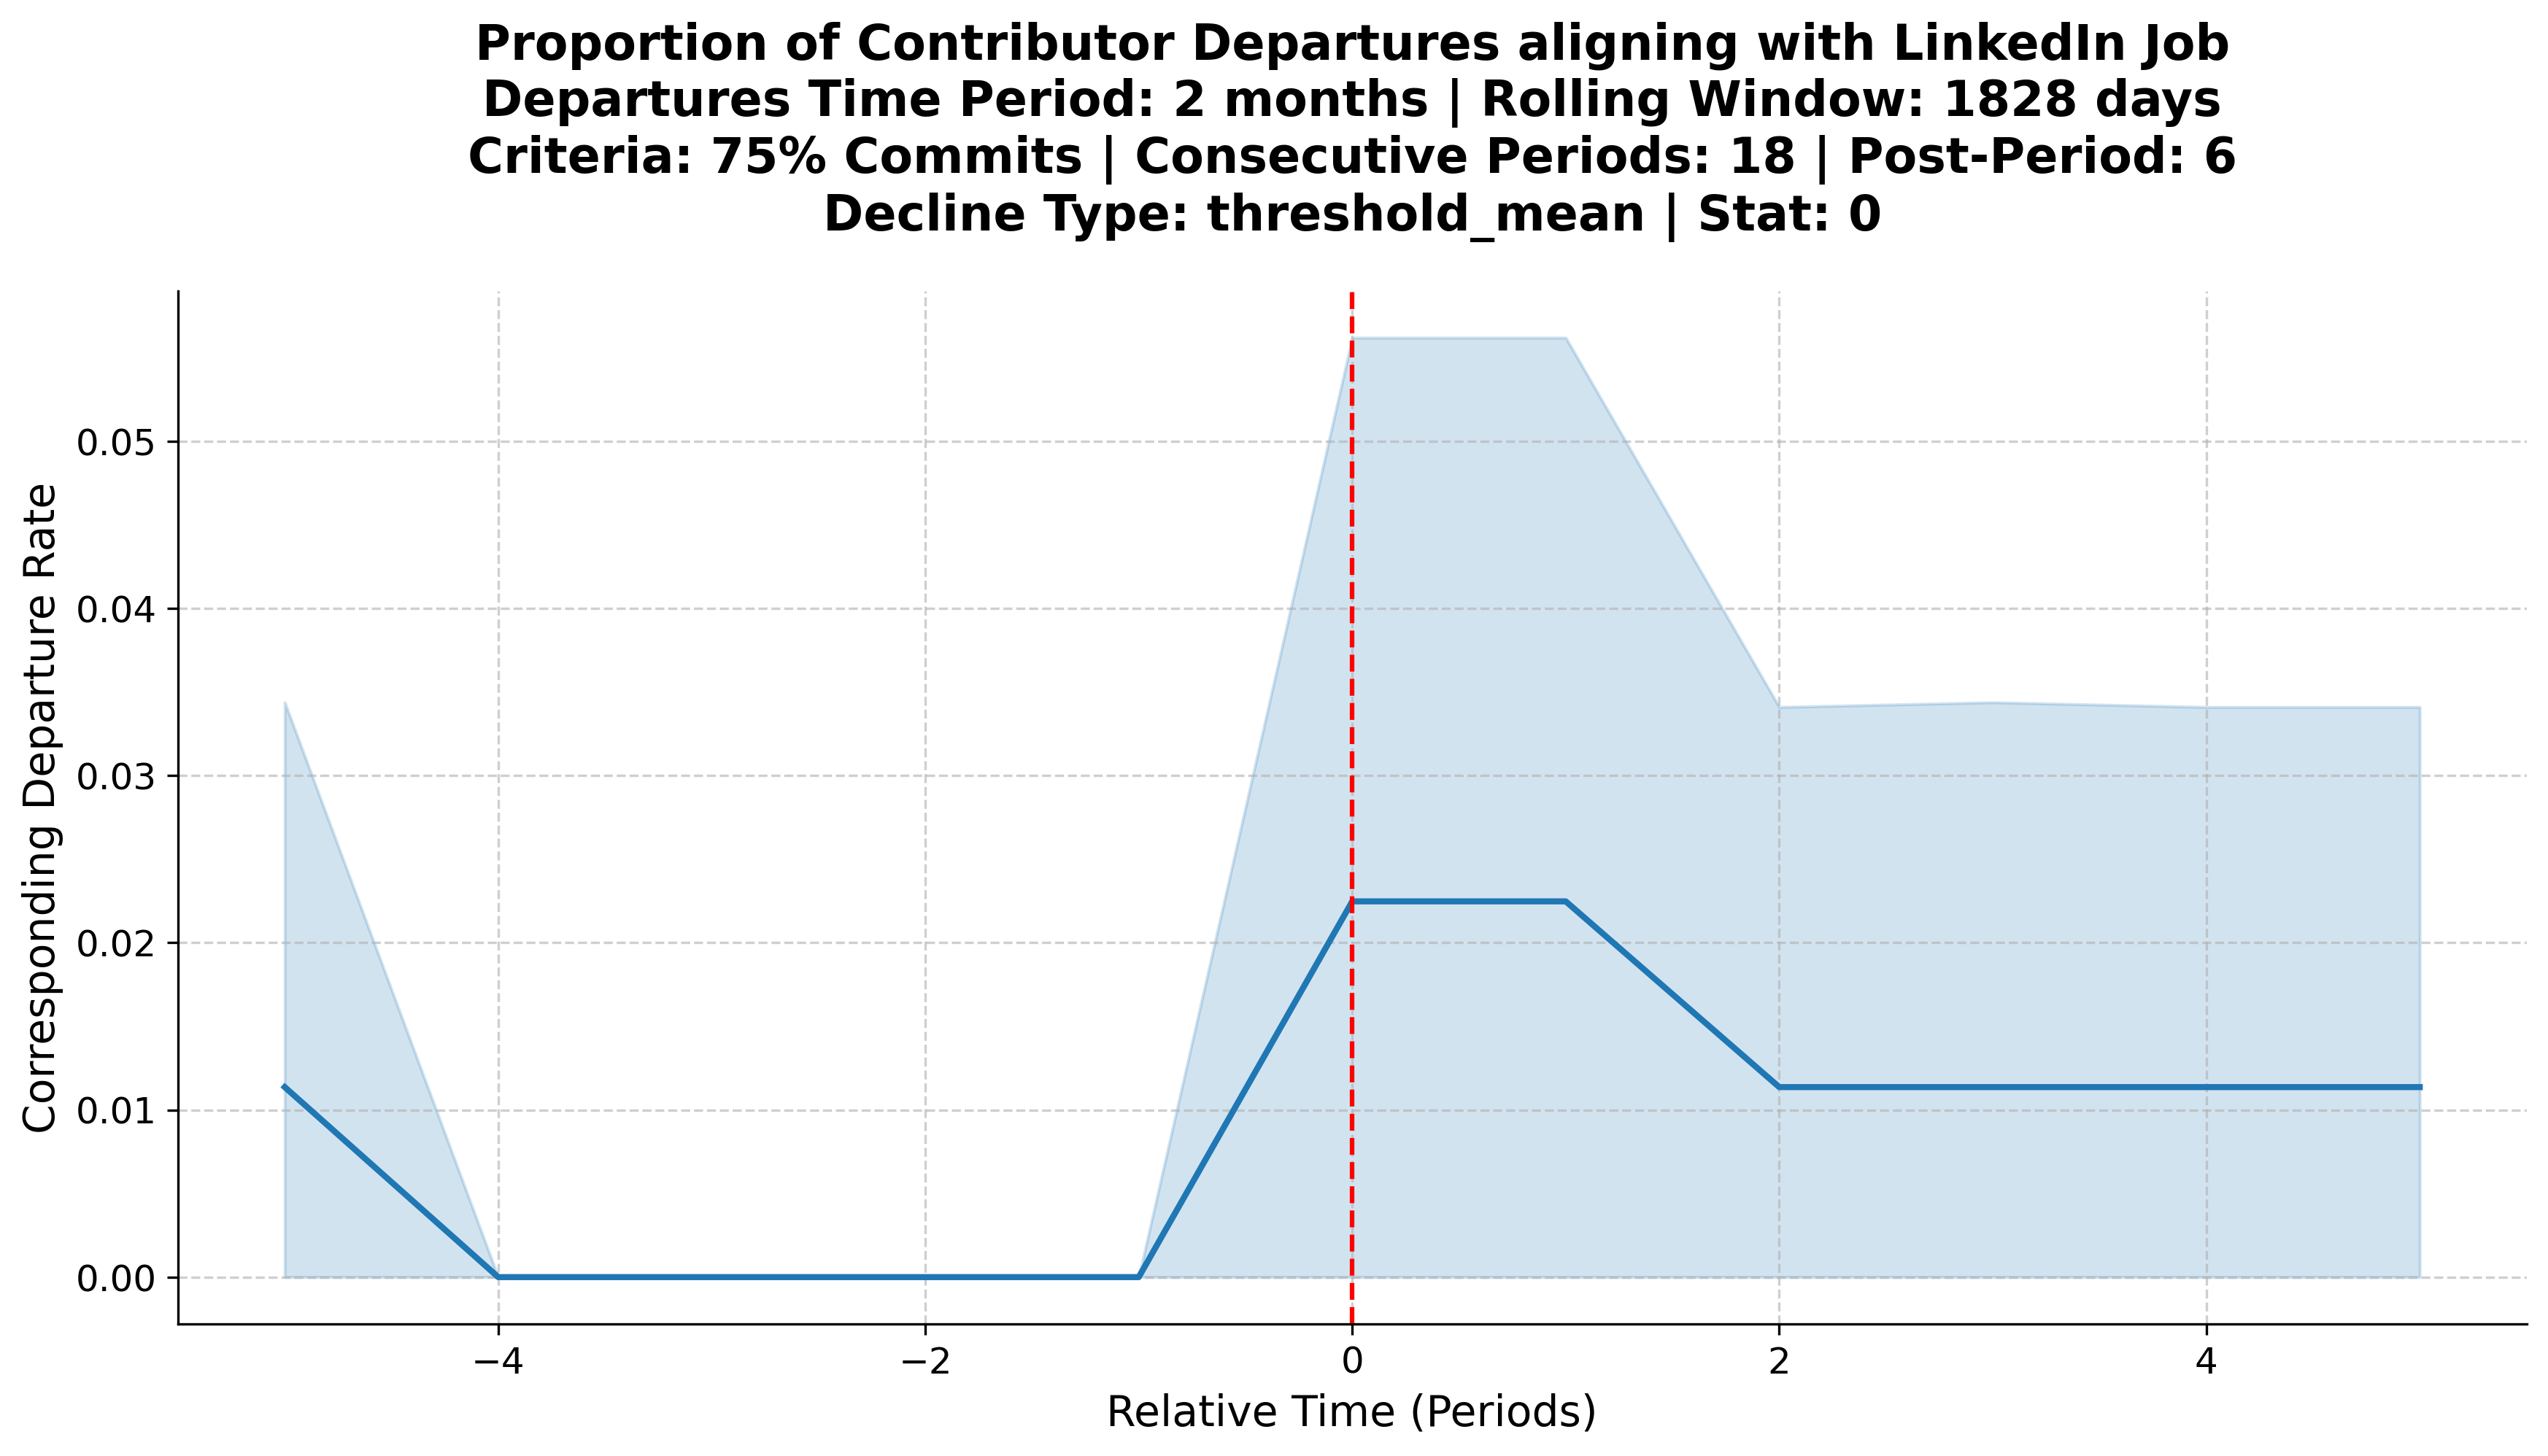 Proportion of Contributor Departures aligning with LinkedIn Job
Departures Time Period: 2 months | Rolling Window: 1828 days
Criteria: 75% Commits | Consecutive Periods: 18 | Post-Period: 6
Decline Type: threshold_mean | Stat: 0
Corresponding Departure Rate
0.05
0.04
0.03
0.02
0.01
0.00
−4
−2
0
2
4
Relative Time (Periods)